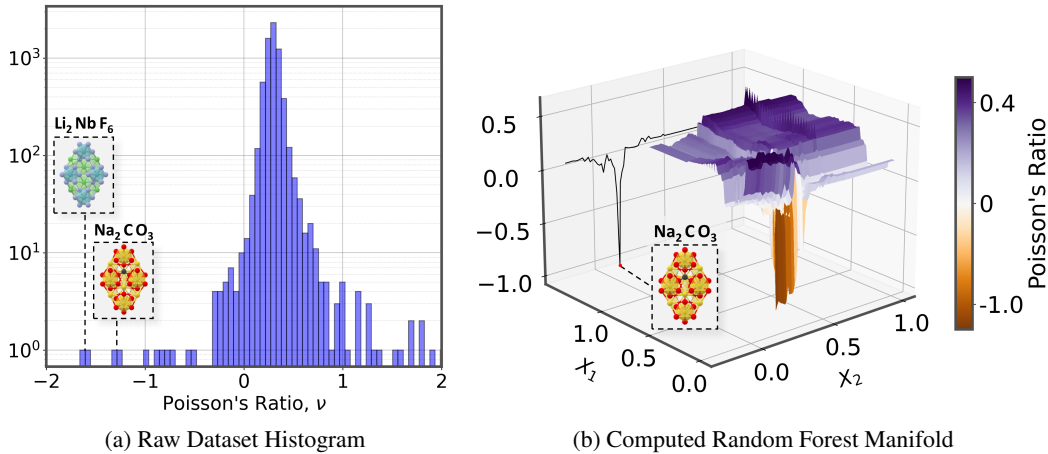 10³
10²
10¹
10⁰
Li₂ Nb F₆
Na₂ C O₃
−2 −1 0 1 2
Poisson's Ratio, ν
(a) Raw Dataset Histogram
0.5
0.0
−0.5
−1.0
Na₂ C O₃
1.0
0.5
0.0
X₁
0.0
0.5
1.0
X₂
0.4
0
-1.0
Poisson's Ratio
(b) Computed Random Forest Manifold